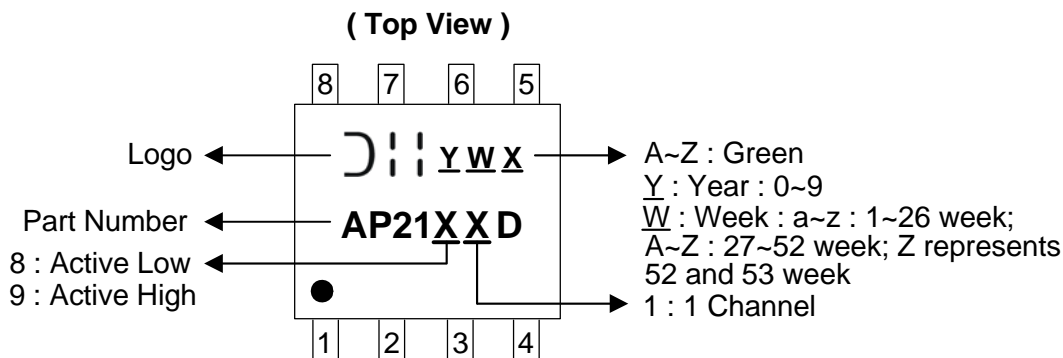 ( Top View )
8 7 6 5
Logo
Y W X
A~Z : Green
Y : Year : 0~9
W : Week : a~z : 1~26 week;
A~Z : 27~52 week; Z represents
52 and 53 week
Part Number
AP21X X D
8 : Active Low
9 : Active High
1 : 1 Channel
1 2 3 4